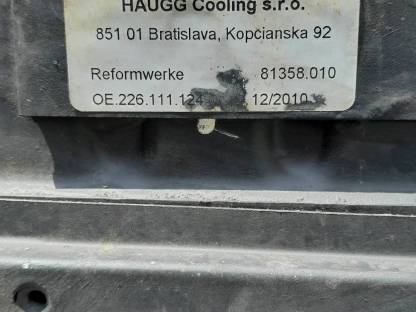 HAUGG Cooling s.r.o.
851 01 Bratislava, Kopcianska 92
Reformwerke 81358.010
OE.226.111.124 12/2010